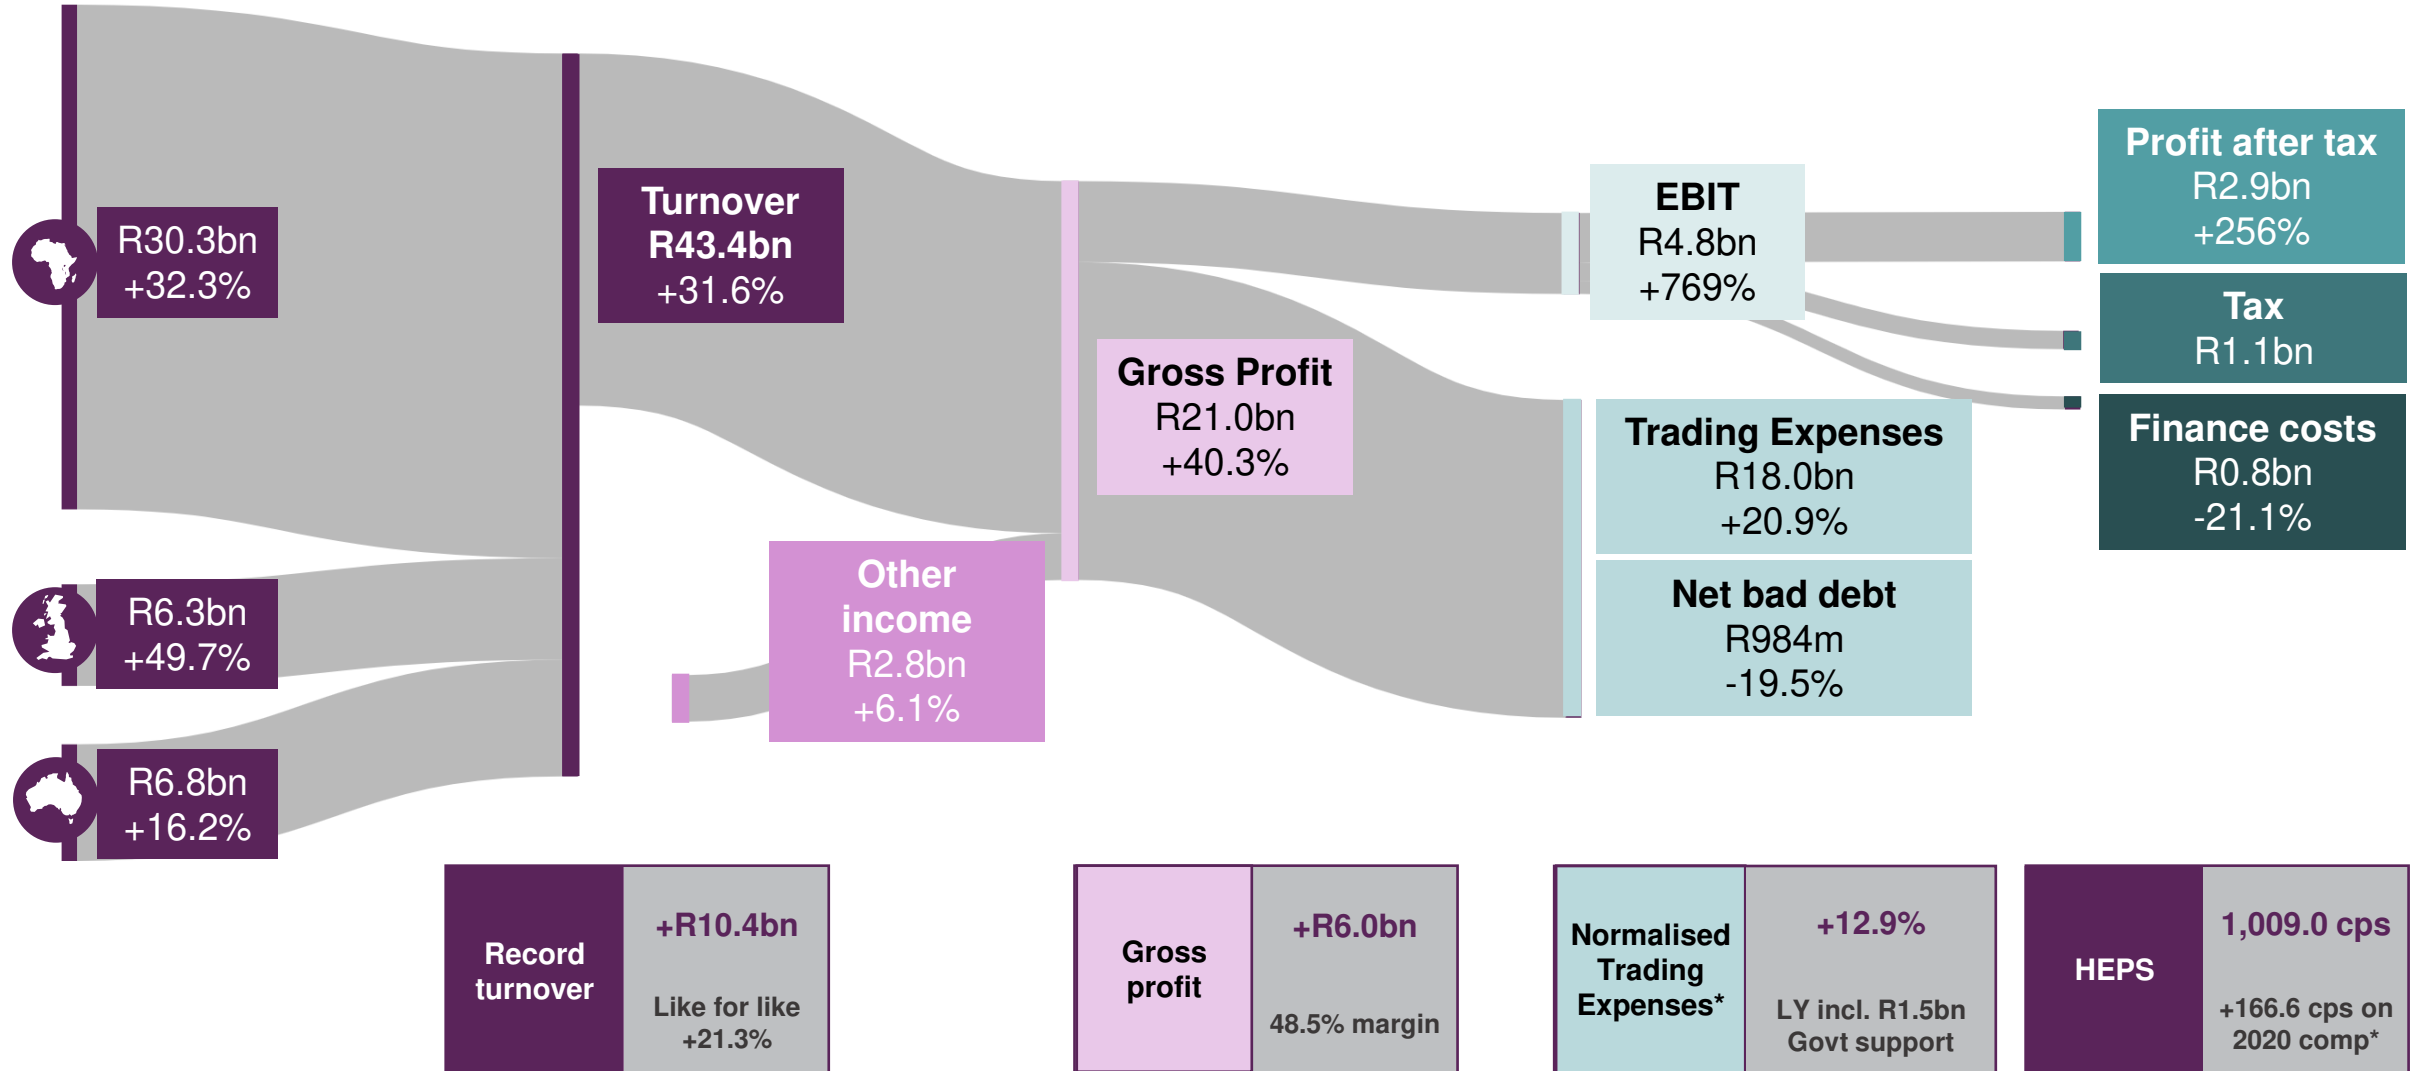 R30.3bn
+32.3%
R6.3bn
+49.7%
R6.8bn
+16.2%
Turnover
R43.4bn
+31.6%
Other
income
R2.8bn
+6.1%
Gross Profit
R21.0bn
+40.3%
EBIT
R4.8bn
+769%
Trading Expenses
R18.0bn
+20.9%
Net bad debt
R984m
-19.5%
Profit after tax
R2.9bn
+256%
Tax
R1.1bn
Finance costs
R0.8bn
-21.1%
Record
turnover
+R10.4bn
Like for like
+21.3%
Gross
profit
+R6.0bn
48.5% margin
Normalised
Trading
Expenses*
+12.9%
LY incl. R1.5bn
Govt support
HEPS
1,009.0 cps
+166.6 cps on
2020 comp*